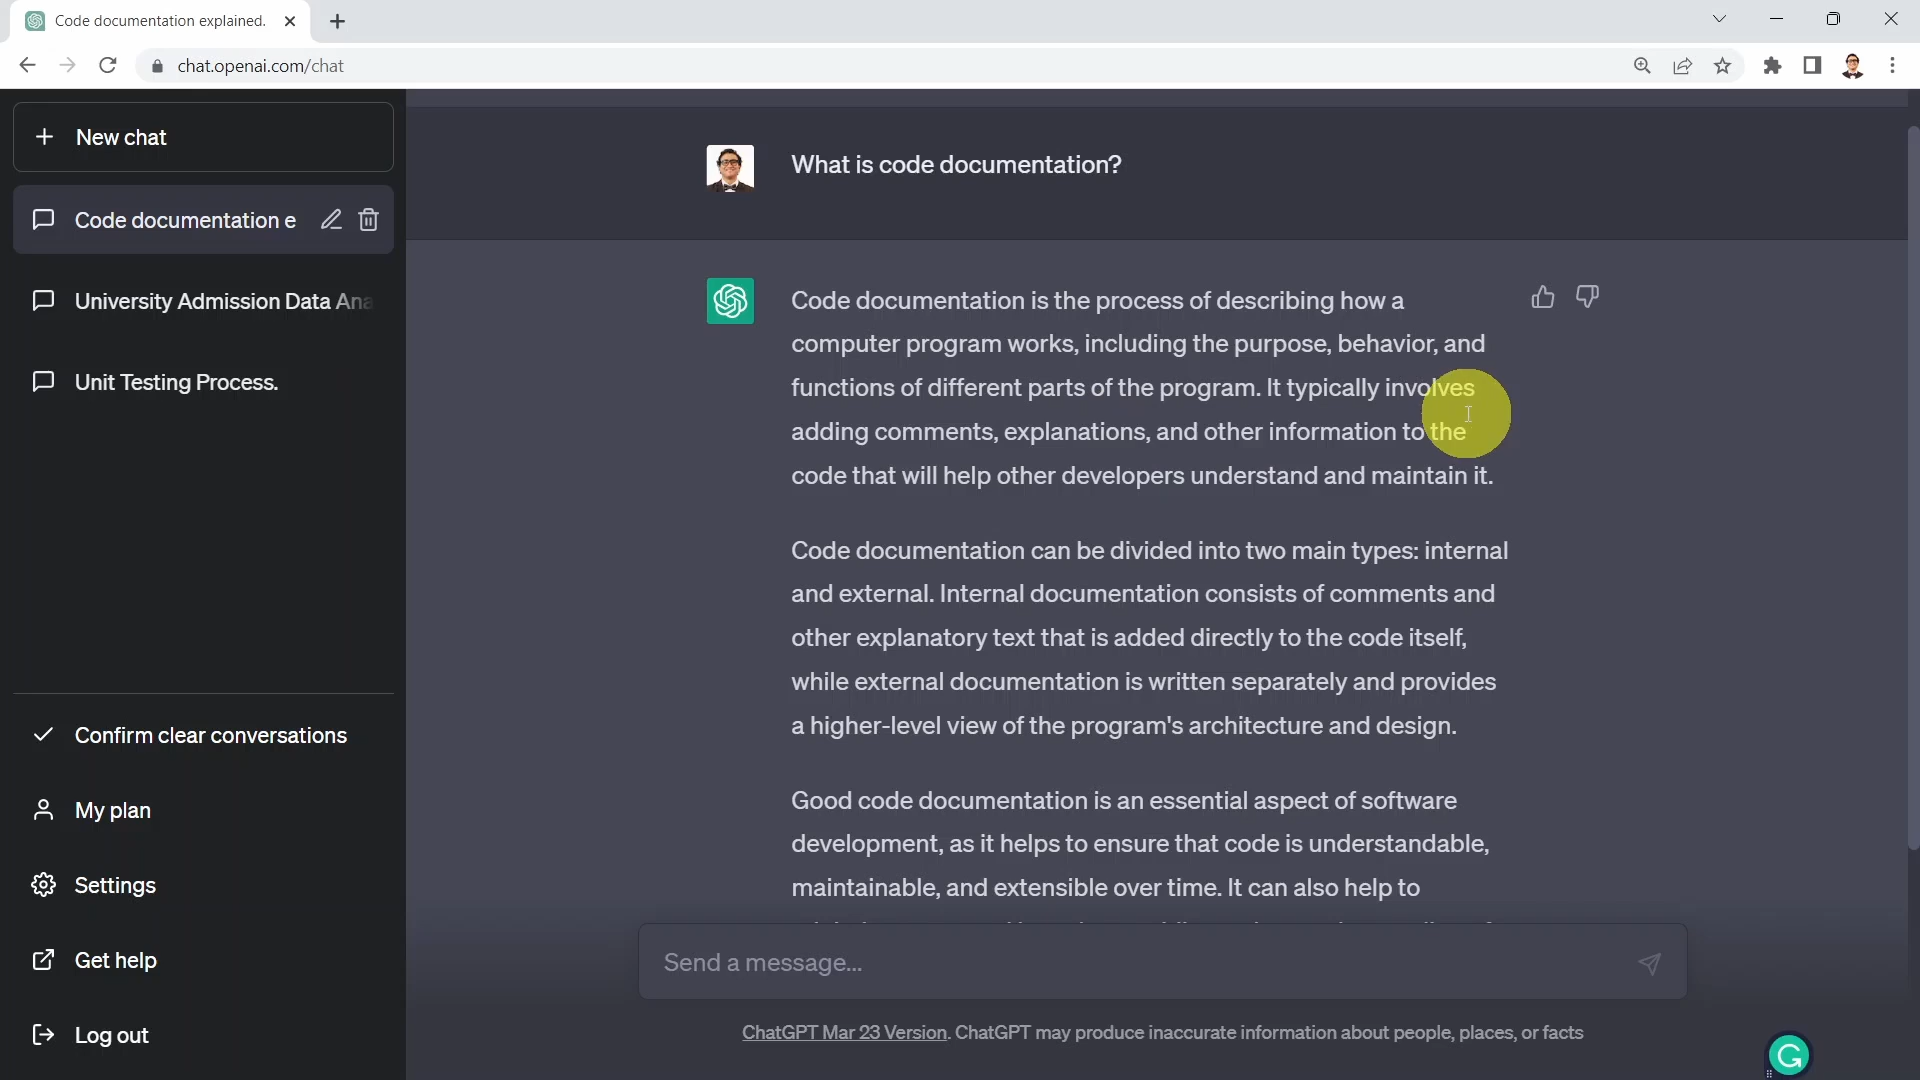 Code documentation explained.
chat.openai.com/chat
New chat
Code documentation e
University Admission Data Ana
Unit Testing Process.
Confirm clear conversations
My plan
Settings
Get help
Log out
What is code documentation?
Code documentation is the process of describing how a
computer program works, including the purpose, behavior, and
functions of different parts of the program. It typically involves
adding comments, explanations, and other information to the
code that will help other developers understand and maintain it.
Code documentation can be divided into two main types: internal
and external. Internal documentation consists of comments and
other explanatory text that is added directly to the code itself,
while external documentation is written separately and provides
a higher-level view of the program's architecture and design.
Good code documentation is an essential aspect of software
development, as it helps to ensure that code is understandable,
maintainable, and extensible over time. It can also help to
Send a message...
ChatGPT Mar 23 Version. ChatGPT may produce inaccurate information about people, places, or facts